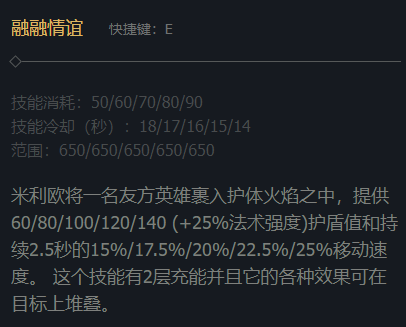 融融情谊 快捷键：E
技能消耗：50/60/70/80/90
技能冷却（秒）：18/17/16/15/14
范围：650/650/650/650/650
米利欧将一名友方英雄裹入护体火焰之中，提供
60/80/100/120/140 (+25%法术强度)护盾值和持
续2.5秒的15%/17.5%/20%/22.5%/25%移动速
度。 这个技能有2层充能并且它的各种效果可在
目标上堆叠。